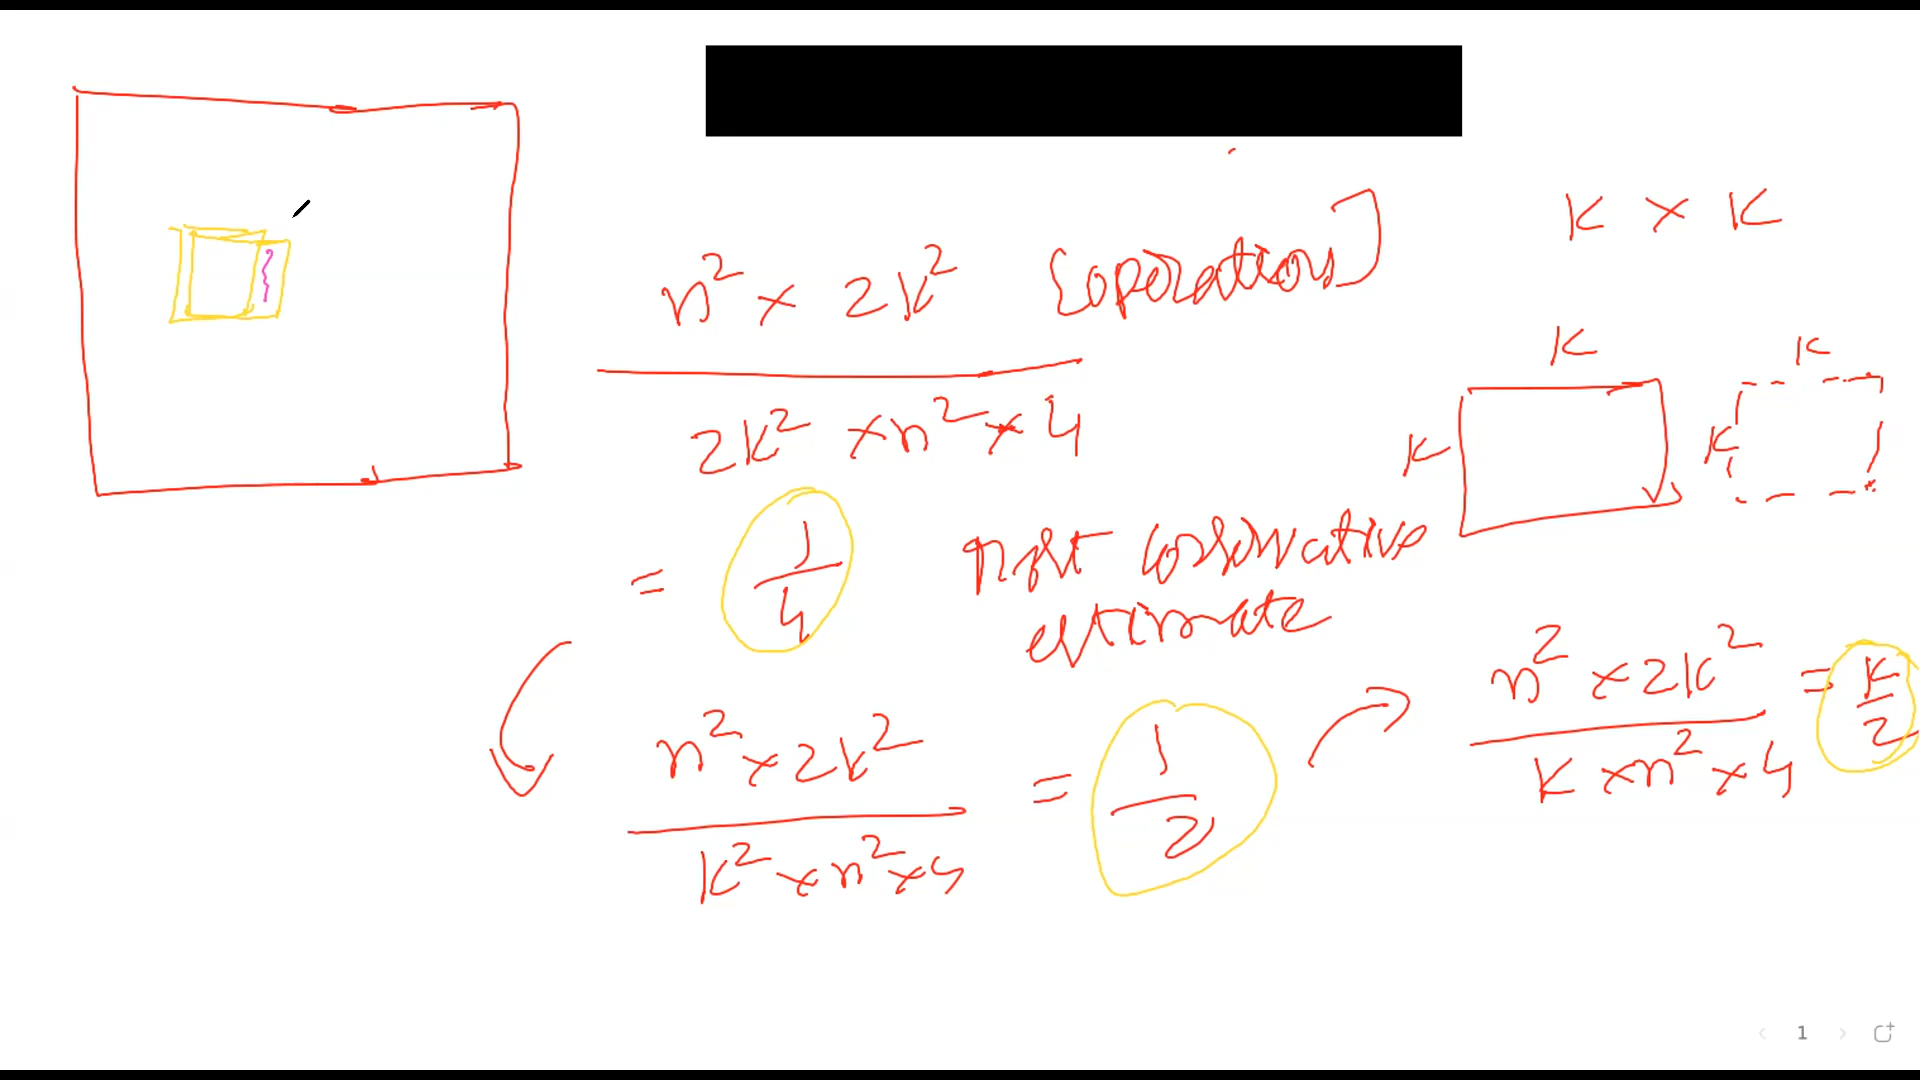 K × K
n² × 2k² [operations]
2k² × n² × 4
K K
K K
= 1/4 most conservative
estimate
n² × 2k² = 1/2
k² × n² × 4
n² × 2k² = K/2
K × n² × 4
1